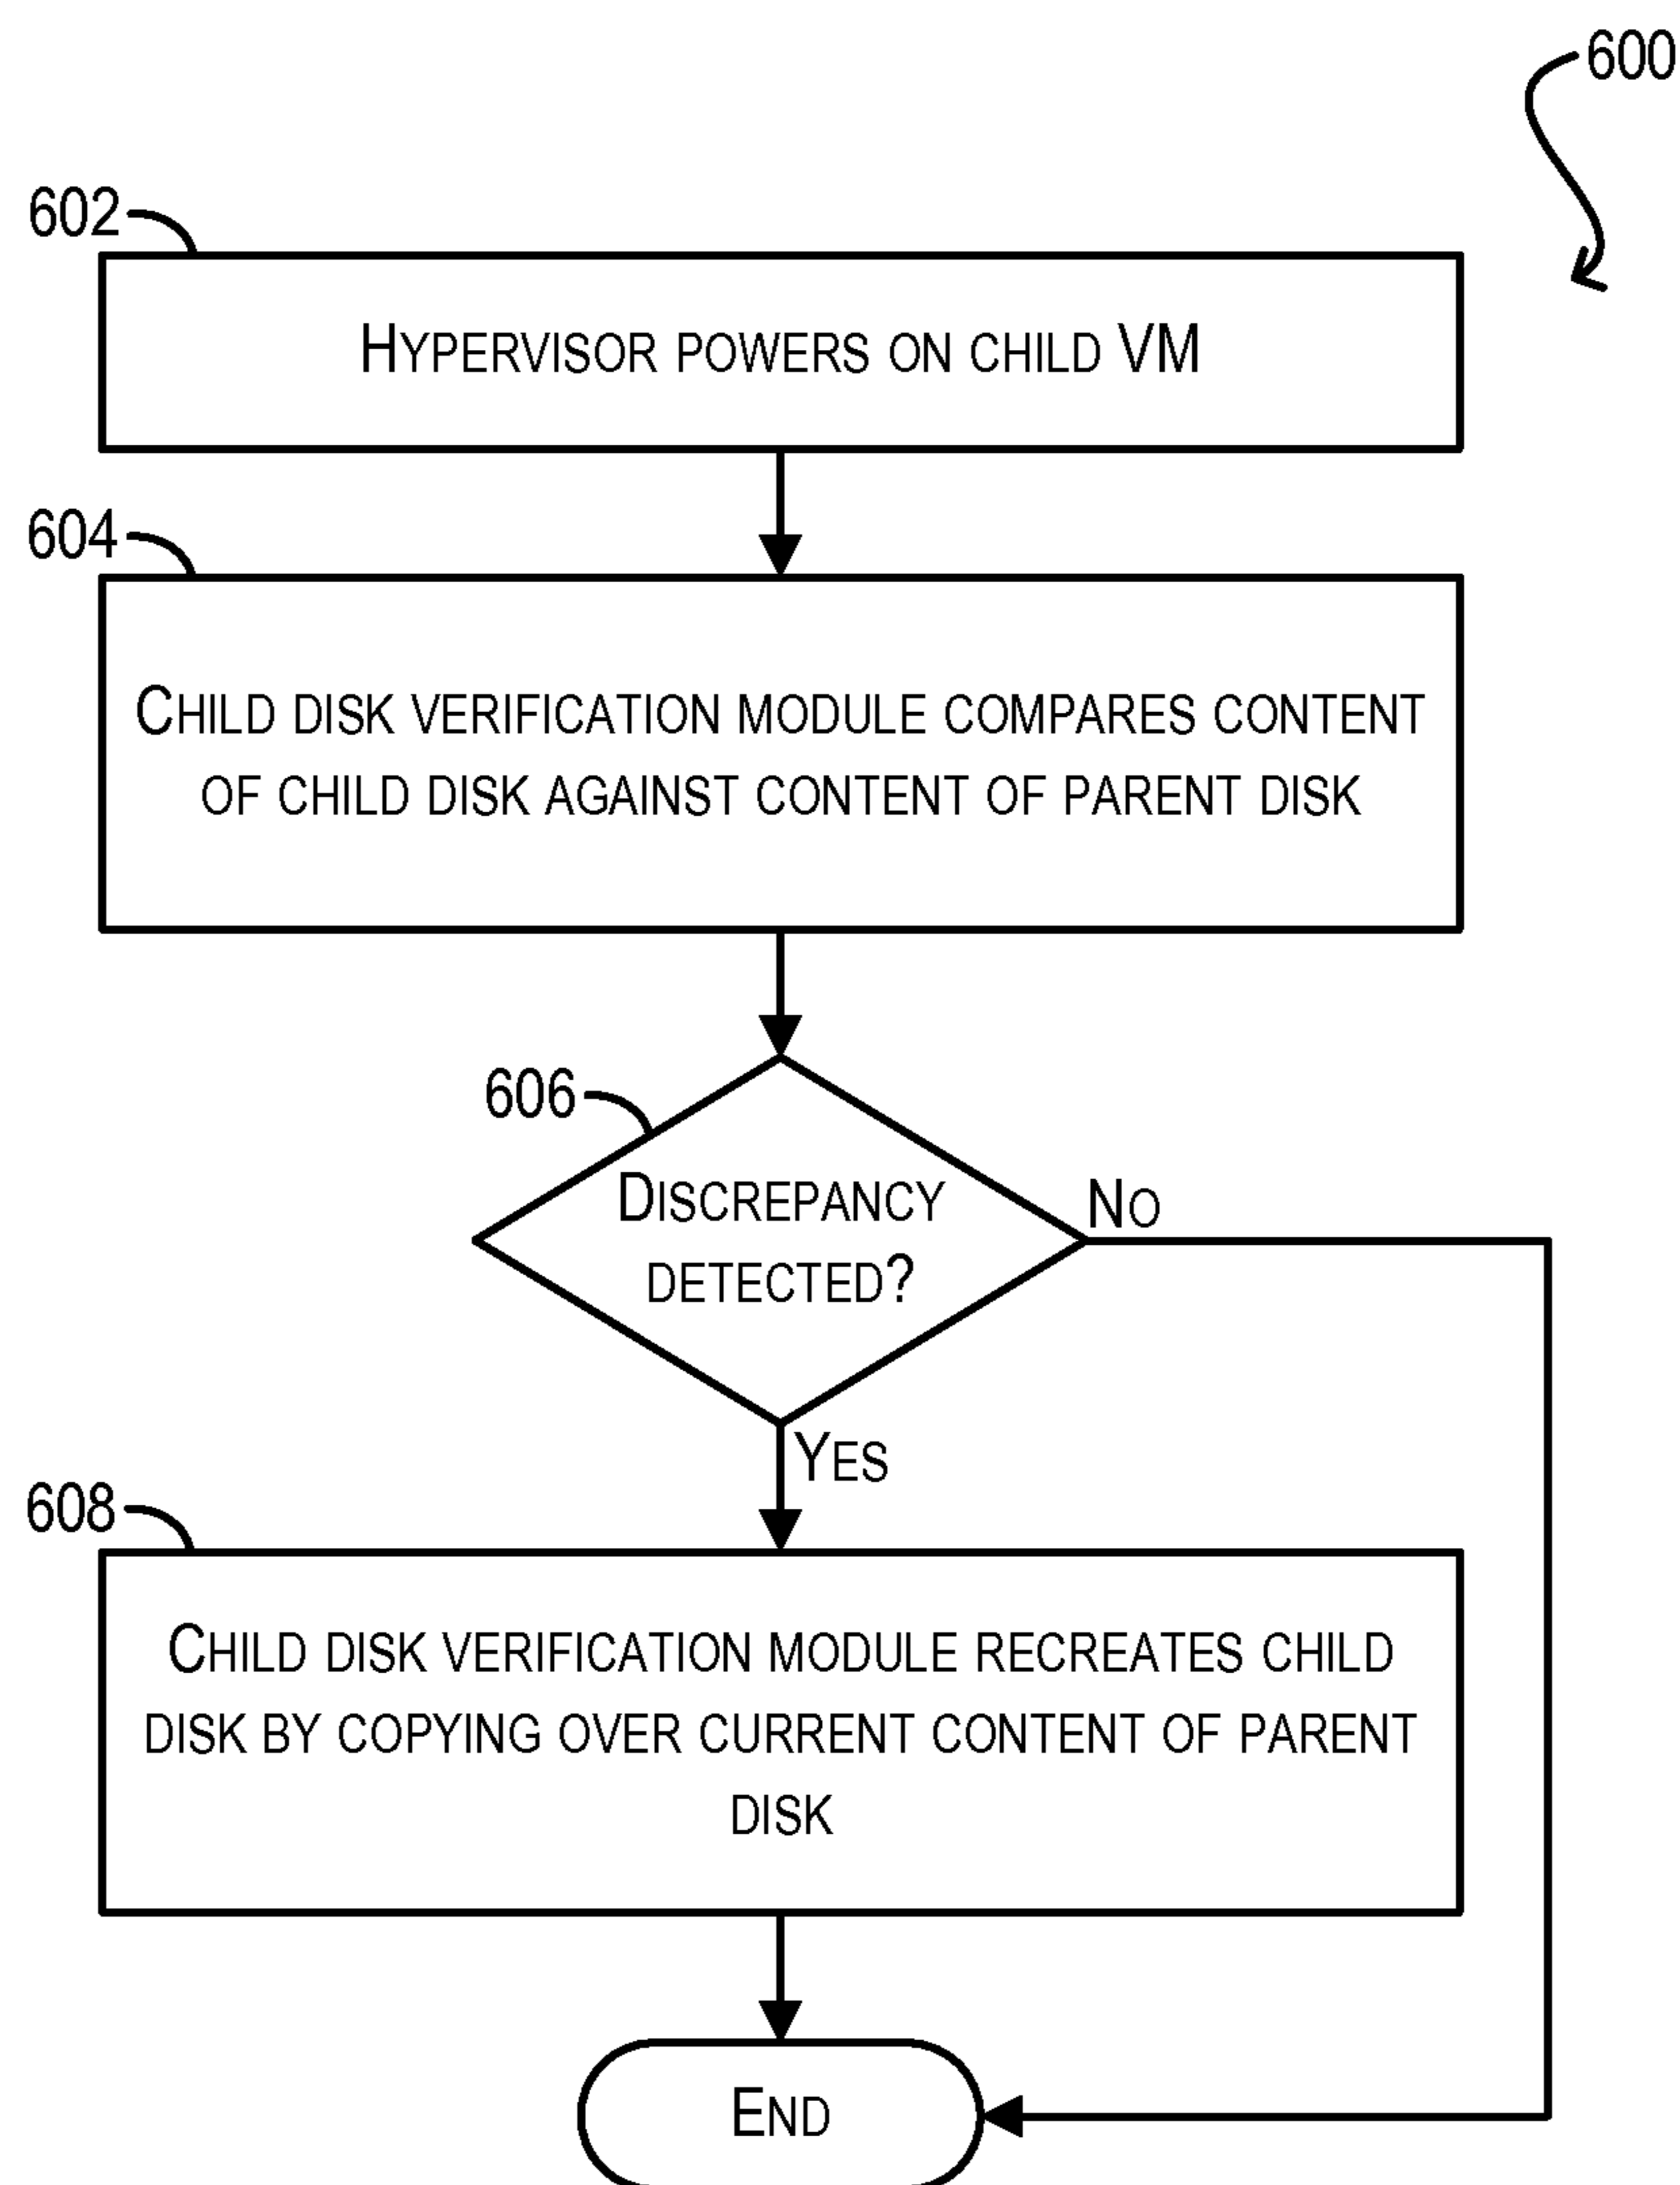 600
602
Hypervisor powers on child VM
604
Child disk verification module compares content
of child disk against content of parent disk
606
Discrepancy
detected?
No
Yes
608
Child disk verification module recreates child
disk by copying over current content of parent
disk
End